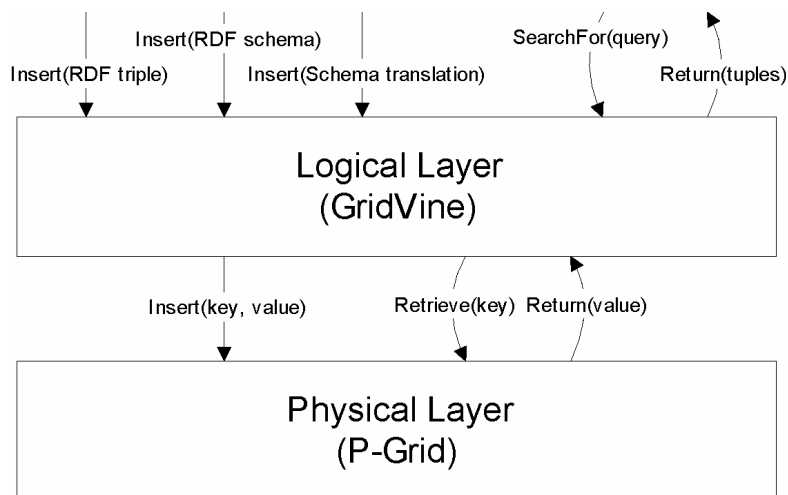 Insert(RDF schema)
SearchFor(query)
Insert(RDF triple)
Insert(Schema translation)
Return(tuples)
Logical Layer
(GridVine)
Insert(key, value)
Retrieve(key)
Return(value)
Physical Layer
(P-Grid)